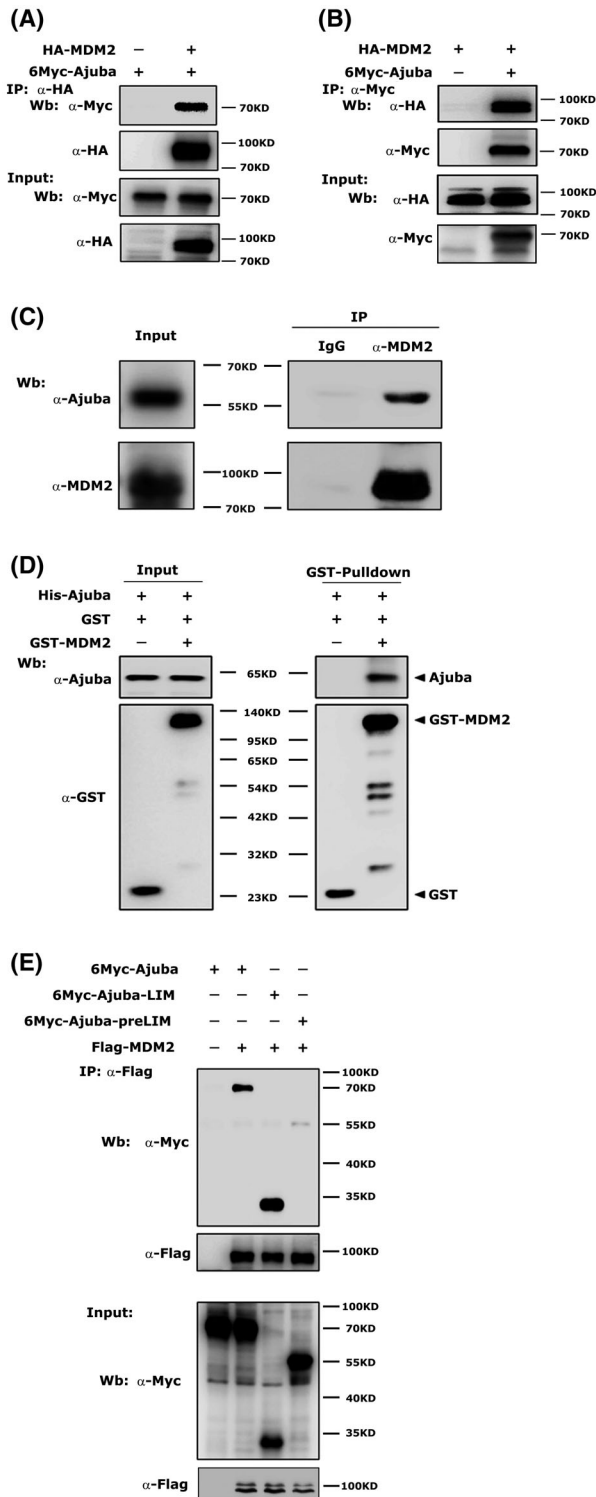 (A)
HA-MDM2 – +
6Myc-Ajuba + +
IP: α-HA
Wb: α-Myc
70KD
α-HA
100KD
70KD
Input:
Wb: α-Myc
70KD
α-HA
100KD
70KD
(B)
HA-MDM2 + +
6Myc-Ajuba – +
IP: α-Myc
Wb: α-HA
100KD
70KD
α-Myc
70KD
Input:
Wb: α-HA
100KD
70KD
α-Myc
70KD
(C)
Input
IP
IgG α-MDM2
Wb:
α-Ajuba
70KD
55KD
α-MDM2
100KD
70KD
(D)
Input GST-Pulldown
His-Ajuba + + + +
GST + + + +
GST-MDM2 – + – +
Wb:
α-Ajuba 65KD Ajuba
α-GST
140KD GST-MDM2
95KD
65KD
54KD
42KD
32KD
23KD GST
(E)
6Myc-Ajuba + + – –
6Myc-Ajuba-LIM – – + –
6Myc-Ajuba-preLIM – – – +
Flag-MDM2 – + + +
IP: α-Flag
Wb: α-Myc
100KD
70KD
55KD
40KD
35KD
α-Flag 100KD
Input:
Wb: α-Myc
100KD
70KD
55KD
40KD
35KD
α-Flag 100KD